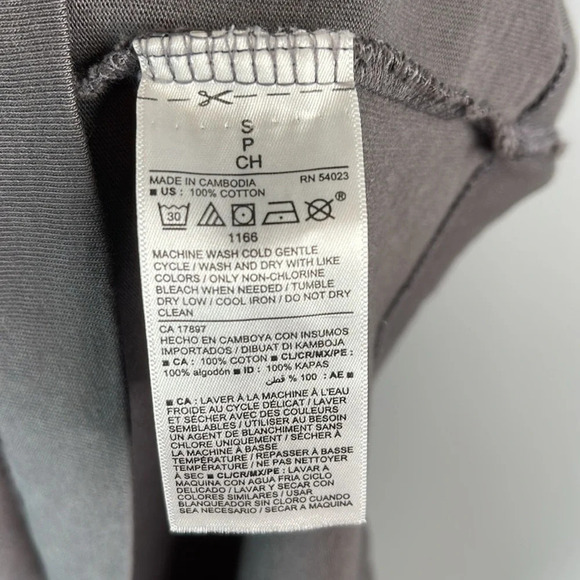 S
P
CH
MADE IN CAMBODIA RN 54023
■ US : 100% COTTON
30 ®
1166
MACHINE WASH COLD GENTLE
CYCLE / WASH AND DRY WITH LIKE
COLORS / ONLY NON-CHLORINE
BLEACH WHEN NEEDED / TUMBLE
DRY LOW / COOL IRON / DO NOT DRY
CLEAN
CA 17897
HECHO EN CAMBOYA CON INSUMOS
IMPORTADOS / DIBUAT DI KAMBOJA
■ CA : 100% COTTON ■ CL/CR/MX/PE :
100% algodón ■ ID : 100% KAPAS
■ AE : 100 % قطن
■ CA : LAVER À LA MACHINE À L'EAU
FROIDE AU CYCLE DÉLICAT / LAVER
ET SÉCHER AVEC DES COULEURS
SEMBLABLES / UTILISER AU BESOIN
UN AGENT DE BLANCHIMENT SANS
CHLORE UNIQUEMENT / SÉCHER À
LA MACHINE À BASSE
TEMPÉRATURE / REPASSER À BASSE
TEMPÉRATURE / NE PAS NETTOYER
À SEC ■ CL/CR/MX/PE : LAVAR A
MAQUINA CON AGUA FRIA CICLO
DELICADO / LAVAR Y SECAR CON
COLORES SIMILARES / USAR
BLANQUEADOR SIN CLORO CUANDO
SEA NECESARIO / SECAR A MAQUINA